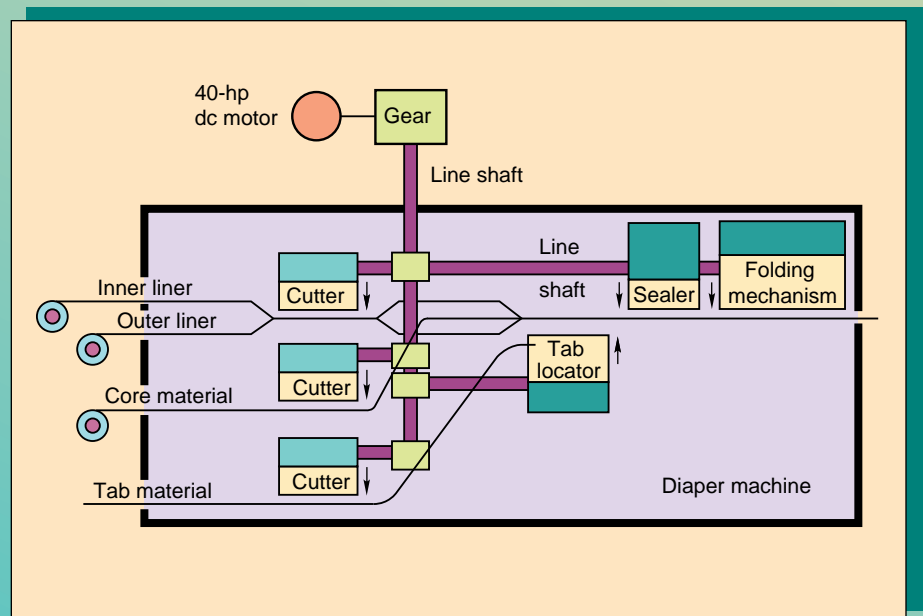 40-hp
dc motor
Gear
Line shaft
Line
shaft
Cutter
Sealer
Folding
mechanism
Inner liner
Outer liner
Tab
locator
Cutter
Core material
Cutter
Tab material
Diaper machine